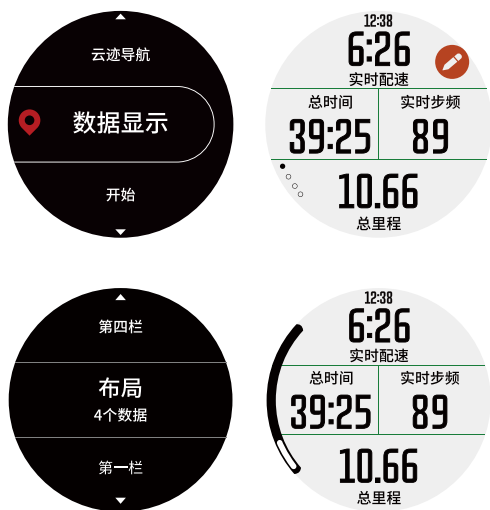 云迹导航
数据显示
开始
12:38
6:26
实时配速
总时间 实时步频
39:25 89
10.66
总里程
第四栏
布局
4个数据
第一栏
12:38
6:26
实时配速
总时间 实时步频
39:25 89
10.66
总里程